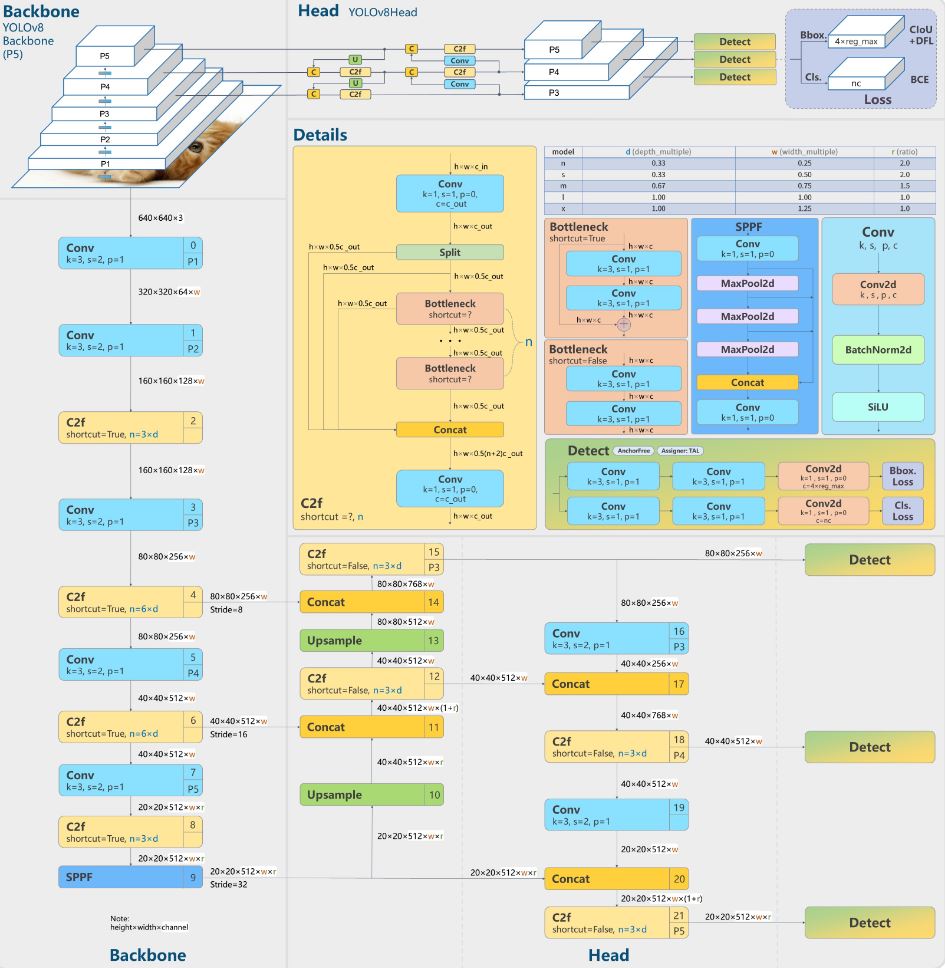 Backbone
YOLOv8
Backbone
(P5)
P5
P4
P3
P2
P1
640×640×3
Conv
k=3, s=2, p=1
0
P1
320×320×64×w
Conv
k=3, s=2, p=1
1
P2
160×160×128×w
C2f
shortcut=True, n=3×d
2
160×160×128×w
Conv
k=3, s=2, p=1
3
P3
80×80×256×w
C2f
shortcut=True, n=6×d
4
80×80×256×w
Stride=8
80×80×256×w
Conv
k=3, s=2, p=1
5
P4
40×40×512×w
C2f
shortcut=True, n=6×d
6
40×40×512×w
Stride=16
40×40×512×w
Conv
k=3, s=2, p=1
7
P5
20×20×512×w×r
C2f
shortcut=True, n=3×d
8
20×20×512×w×r
SPPF
9
20×20×512×w×r
Stride=32
Note:
height×width×channel
Backbone
Head YOLOv8Head
U
C
C2f
U
C
C2f
C
C2f
Conv
C
C2f
Conv
P5
P4
P3
Detect
Detect
Detect
Bbox.
4×reg_max
CIoU
+DFL
Cls.
nc
BCE
Loss
Details
h×w×c_in
Conv
k=1, s=1, p=0,
c=c_out
h×w×c_out
Split
h×w×0.5c_out
h×w×0.5c_out
h×w×0.5c_out
h×w×0.5c_out
Bottleneck
shortcut=?
h×w×0.5c_out
• • •
h×w×0.5c_out
n
Bottleneck
shortcut=?
h×w×0.5c_out
Concat
h×w×0.5(n+2)c_out
Conv
k=1, s=1, p=0,
c=c_out
h×w×c_out
C2f
shortcut =?, n
model d (depth_multiple) w (width_multiple) r (ratio)
n 0.33 0.25 2.0
s 0.33 0.50 2.0
m 0.67 0.75 1.5
l 1.00 1.00 1.0
x 1.00 1.25 1.0
Bottleneck
shortcut=True
h×w×c
Conv
k=3, s=1, p=1
h×w×c
Conv
k=3, s=1, p=1
h×w×c
h×w×c
+
h×w×c
Bottleneck
shortcut=False
h×w×c
Conv
k=3, s=1, p=1
h×w×c
Conv
k=3, s=1, p=1
h×w×c
SPPF
Conv
k=1, s=1, p=0
MaxPool2d
MaxPool2d
MaxPool2d
Concat
Conv
k=1, s=1, p=0
Conv
k, s, p, c
Conv2d
k, s, p, c
BatchNorm2d
SiLU
Detect AnchorFree Assigner: TAL
Conv
k=3, s=1, p=1
Conv
k=3, s=1, p=1
Conv2d
k=1, s=1, p=0
c=4×reg_max
Bbox.
Loss
Conv
k=3, s=1, p=1
Conv
k=3, s=1, p=1
Conv2d
k=1, s=1, p=0
c=nc
Cls.
Loss
C2f
shortcut=False, n=3×d
15
P3
80×80×256×w
Detect
80×80×768×w
Concat
14
80×80×512×w
Upsample
13
40×40×512×w
C2f
shortcut=False, n=3×d
12
40×40×512×w
40×40×512×w×(1+r)
Concat
11
40×40×512×w×r
Upsample
10
20×20×512×w×r
80×80×256×w
Conv
k=3, s=2, p=1
16
P3
40×40×256×w
Concat
17
40×40×768×w
C2f
shortcut=False, n=3×d
18
P4
40×40×512×w
Detect
40×40×512×w
Conv
k=3, s=2, p=1
19
20×20×512×w
20×20×512×w×r
Concat
20
20×20×512×w×(1+r)
C2f
shortcut=False, n=3×d
21
P5
20×20×512×w×r
Detect
Head